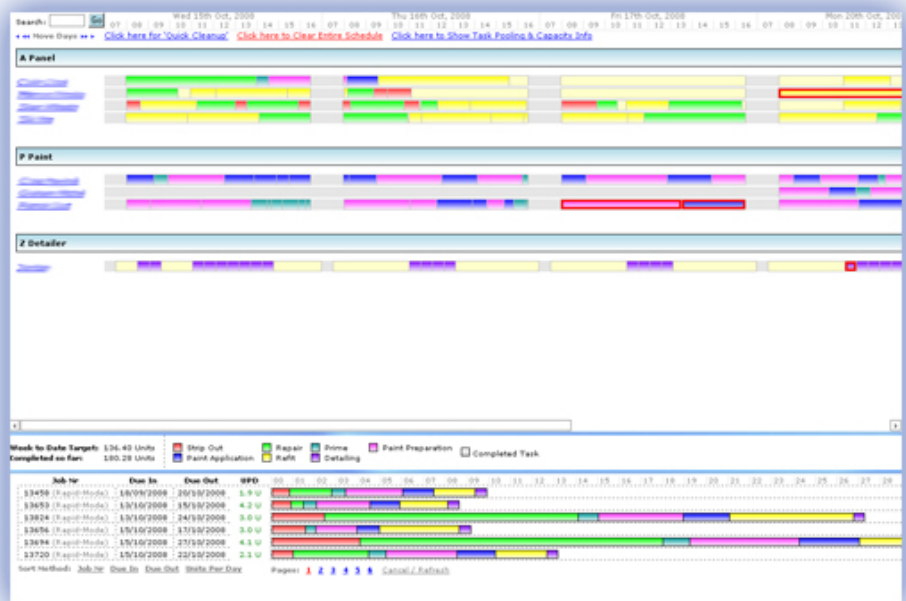 Search: Go
Wed 15th Oct, 2008 Thu 16th Oct, 2008 Fri 17th Oct, 2008 Mon 20th Oct, 200
07 08 09 10 11 12 13 14 15 16 07 08 09 10 11 12 13 14 15 16 07 08 09 10 11 12 13 14 15 16 07 08 09 10 11 12 13
Move Days Click here for 'Quick Cleanup' Click here to Clear Entire Schedule Click here to Show Task Pooling & Capacity Info
A Panel
P Paint
Z Detailer
Week to Date Target: 136.40 Units
Completed so far: 180.28 Units
Strip Out Repair Prime Paint Preparation Completed Task
Paint Application Refit Detailing
Job Nr Due In Due Out UPD 00 01 02 03 04 05 06 07 08 09 10 11 12 13 14 15 16 17 18 19 20 21 22 23 24 25 26 27 28
13458 (Rapid-Moda) 18/09/2008 20/10/2008 1.9 U
13653 (Rapid-Moda) 13/10/2008 15/10/2008 4.2 U
13824 (Rapid-Moda) 13/10/2008 24/10/2008 3.0 U
13656 (Rapid-Moda) 15/10/2008 17/10/2008 3.0 U
13694 (Rapid-Moda) 15/10/2008 27/10/2008 4.1 U
13720 (Rapid-Moda) 15/10/2008 22/10/2008 2.1 U
Sort Method: Job Nr Due In Due Out Units Per Day Pages: 1 2 3 4 5 6 Cancel / Refresh